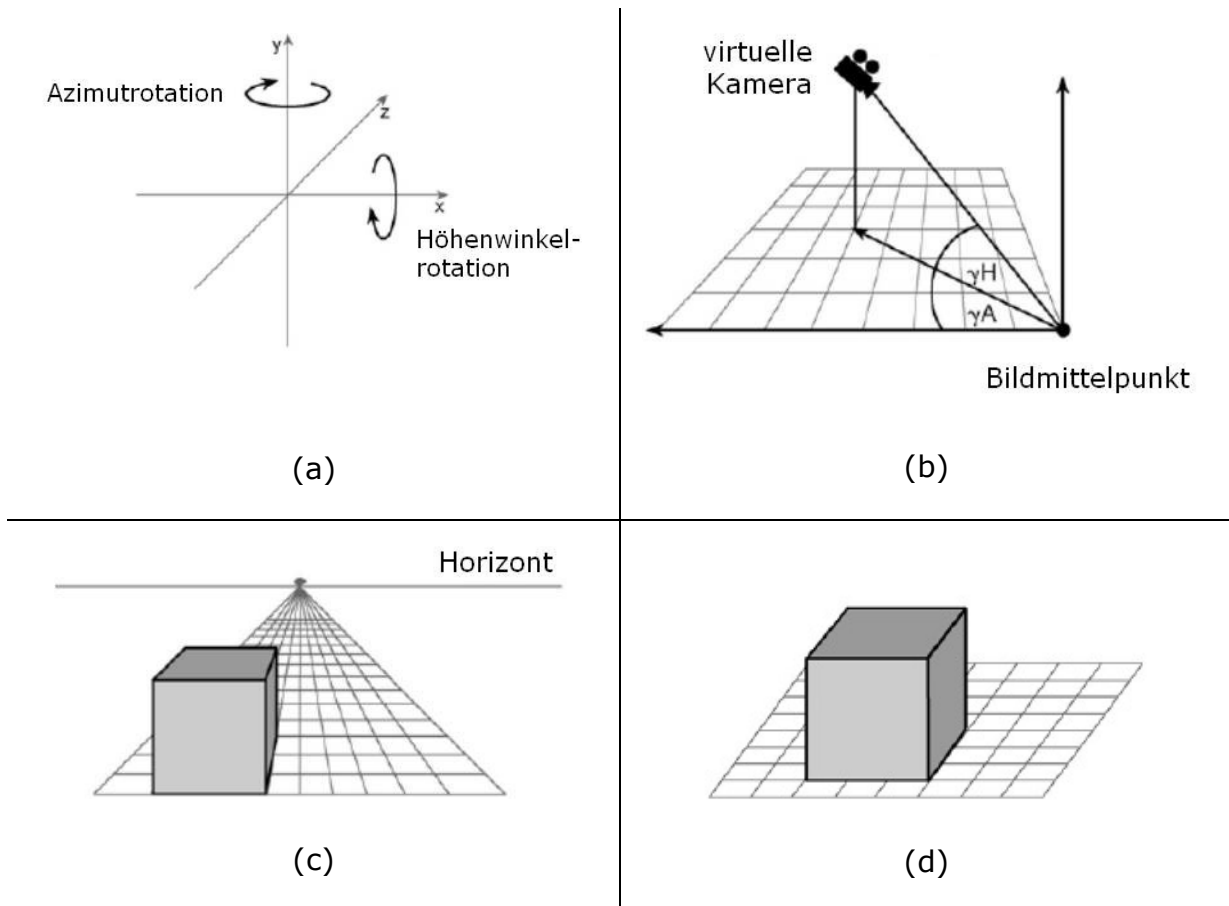 y
Azimutrotation
z
x
Höhenwinkel-
rotation
(a)
virtuelle
Kamera
γH
γA
Bildmittelpunkt
(b)
Horizont
(c)
(d)